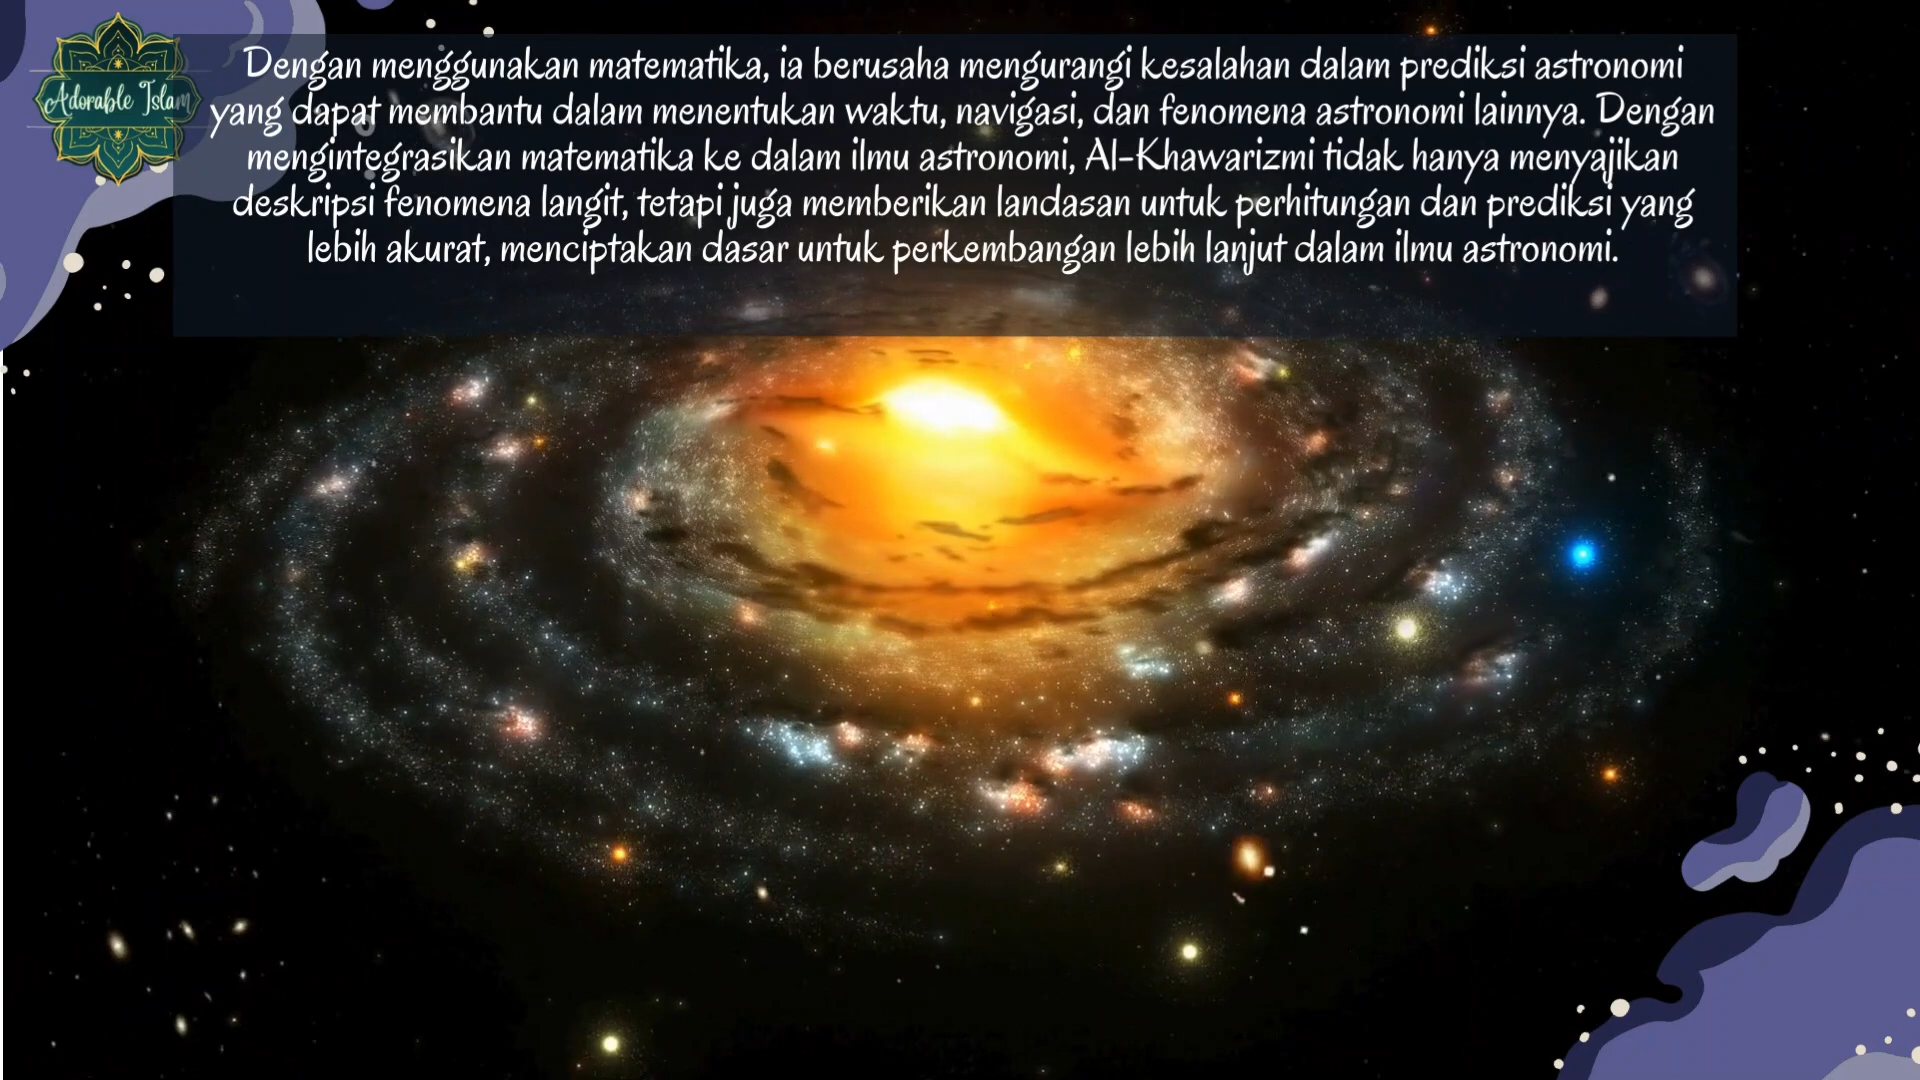 Adorable Islam
Dengan menggunakan matematika, ia berusaha mengurangi kesalahan dalam prediksi astronomi
yang dapat membantu dalam menentukan waktu, navigasi, dan fenomena astronomi lainnya. Dengan
mengintegrasikan matematika ke dalam ilmu astronomi, Al-Khawarizmi tidak hanya menyajikan
deskripsi fenomena langit, tetapi juga memberikan landasan untuk perhitungan dan prediksi yang
lebih akurat, menciptakan dasar untuk perkembangan lebih lanjut dalam ilmu astronomi.